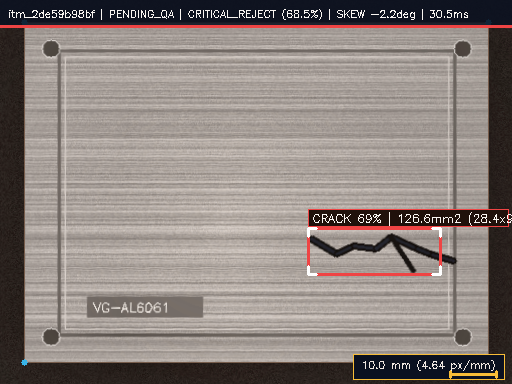 itm_2de59b98bf | PENDING_QA | CRITICAL_REJECT (68.5%) | SKEW -2.2deg | 30.5ms
CRACK 69% | 126.6mm2 (28.4x9
VG-AL6061
10.0 mm (4.64 px/mm)